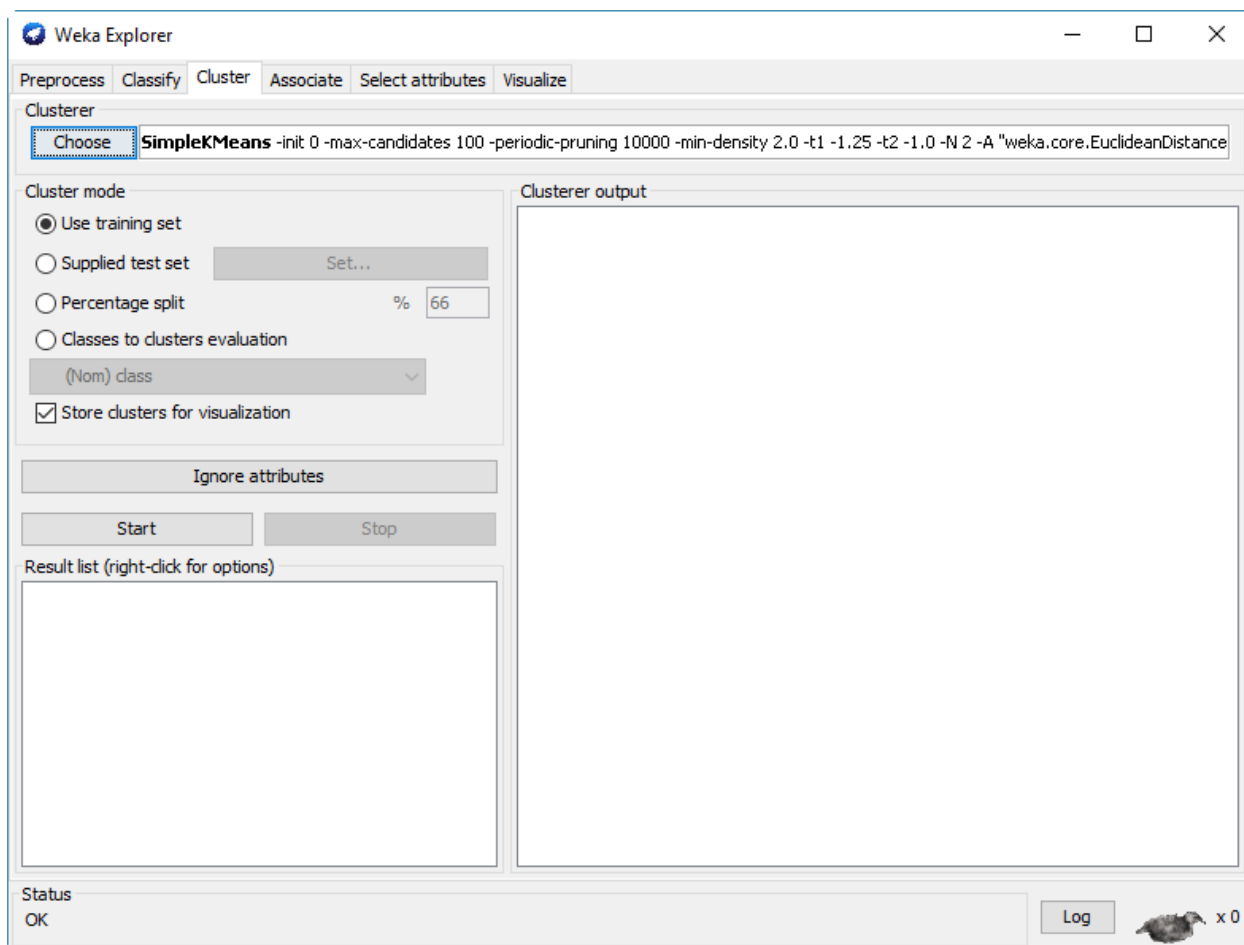 Weka Explorer
Preprocess Classify Cluster Associate Select attributes Visualize
Clusterer
Choose SimpleKMeans -init 0 -max-candidates 100 -periodic-pruning 10000 -min-density 2.0 -t1 -1.25 -t2 -1.0 -N 2 -A "weka.core.EuclideanDistance
Cluster mode
Use training set
Supplied test set Set...
Percentage split % 66
Classes to clusters evaluation
(Nom) class
Store clusters for visualization
Ignore attributes
Start Stop
Result list (right-click for options)
Clusterer output
Status
OK
Log x 0